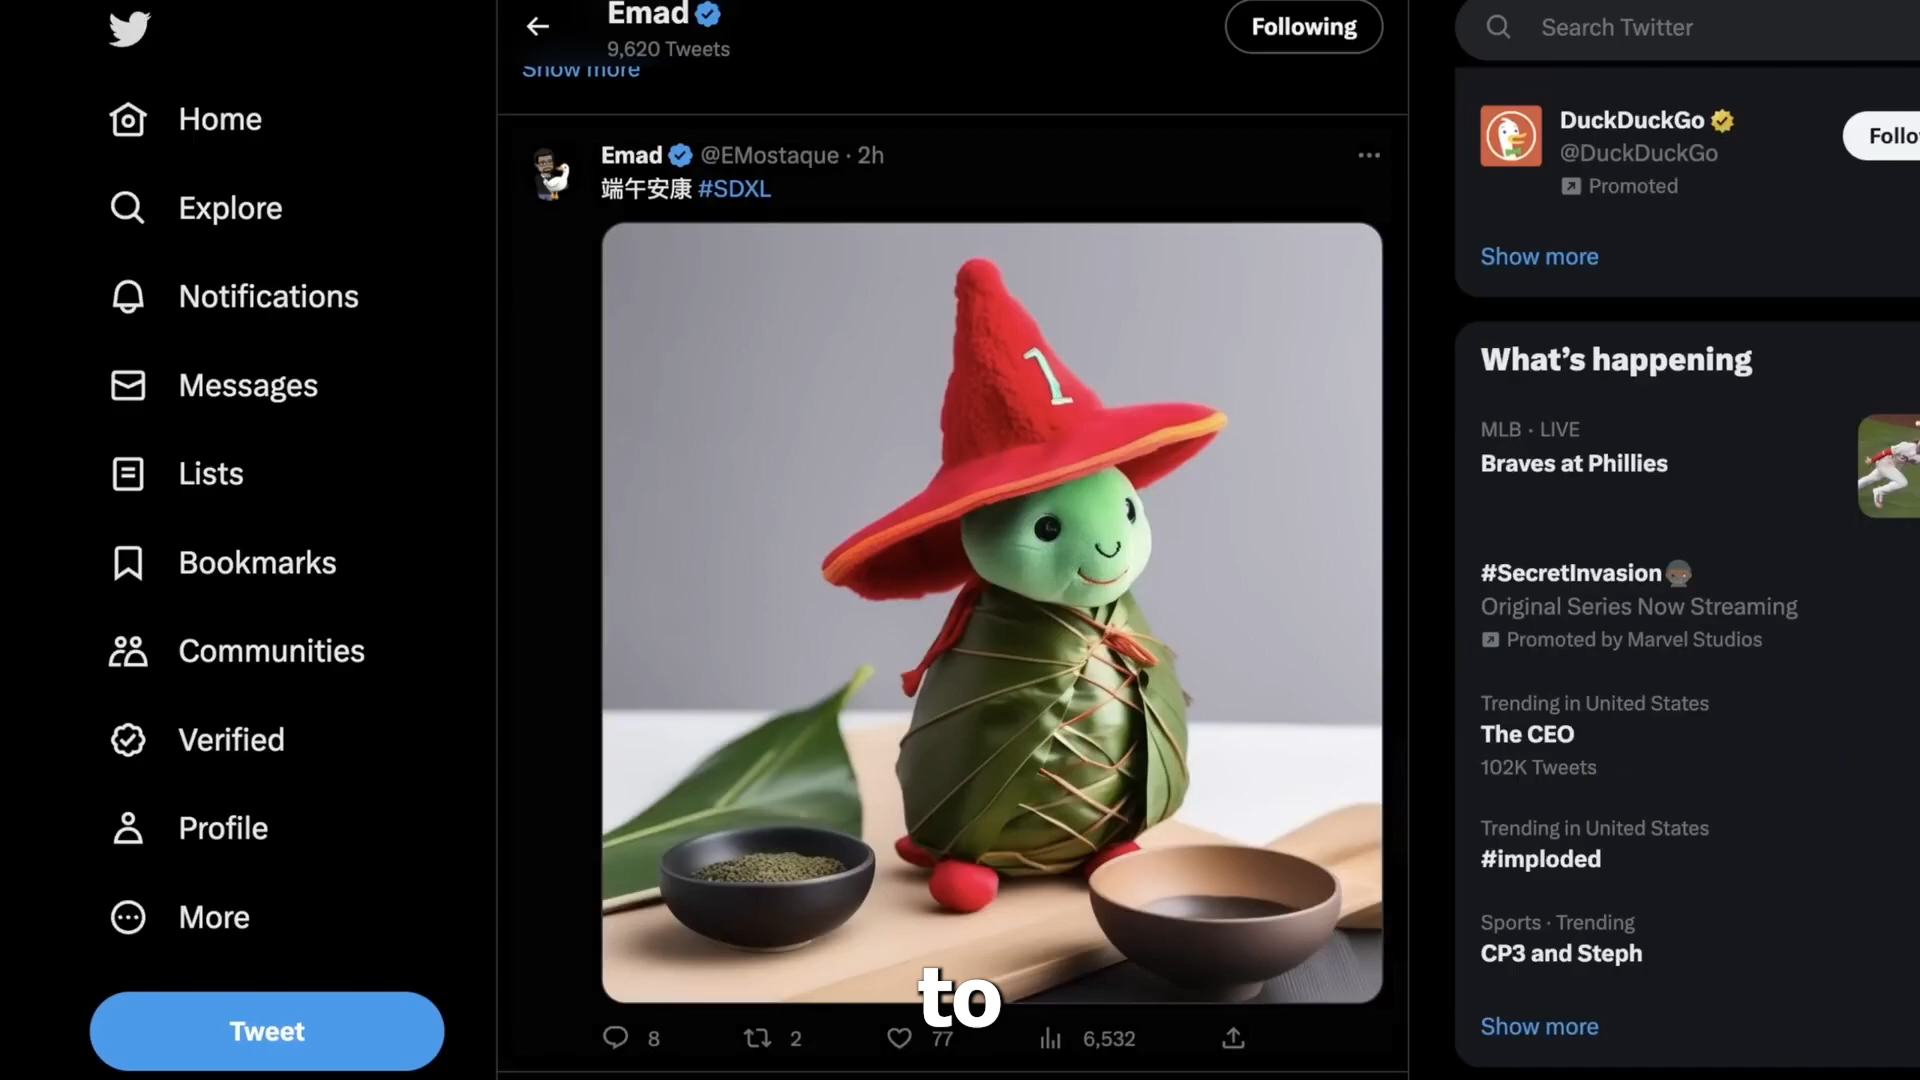 Home
Explore
Notifications
Messages
Lists
Bookmarks
Communities
Verified
Profile
More
Tweet
Emad
9,620 Tweets
Following
Show more
Emad @EMostaque · 2h
端午安康 #SDXL
1
to
8 2 77 6,532
Search Twitter
DuckDuckGo
@DuckDuckGo
Promoted
Follo
Show more
What's happening
MLB · LIVE
Braves at Phillies
#SecretInvasion
Original Series Now Streaming
Promoted by Marvel Studios
Trending in United States
The CEO
102K Tweets
Trending in United States
#imploded
Sports · Trending
CP3 and Steph
Show more